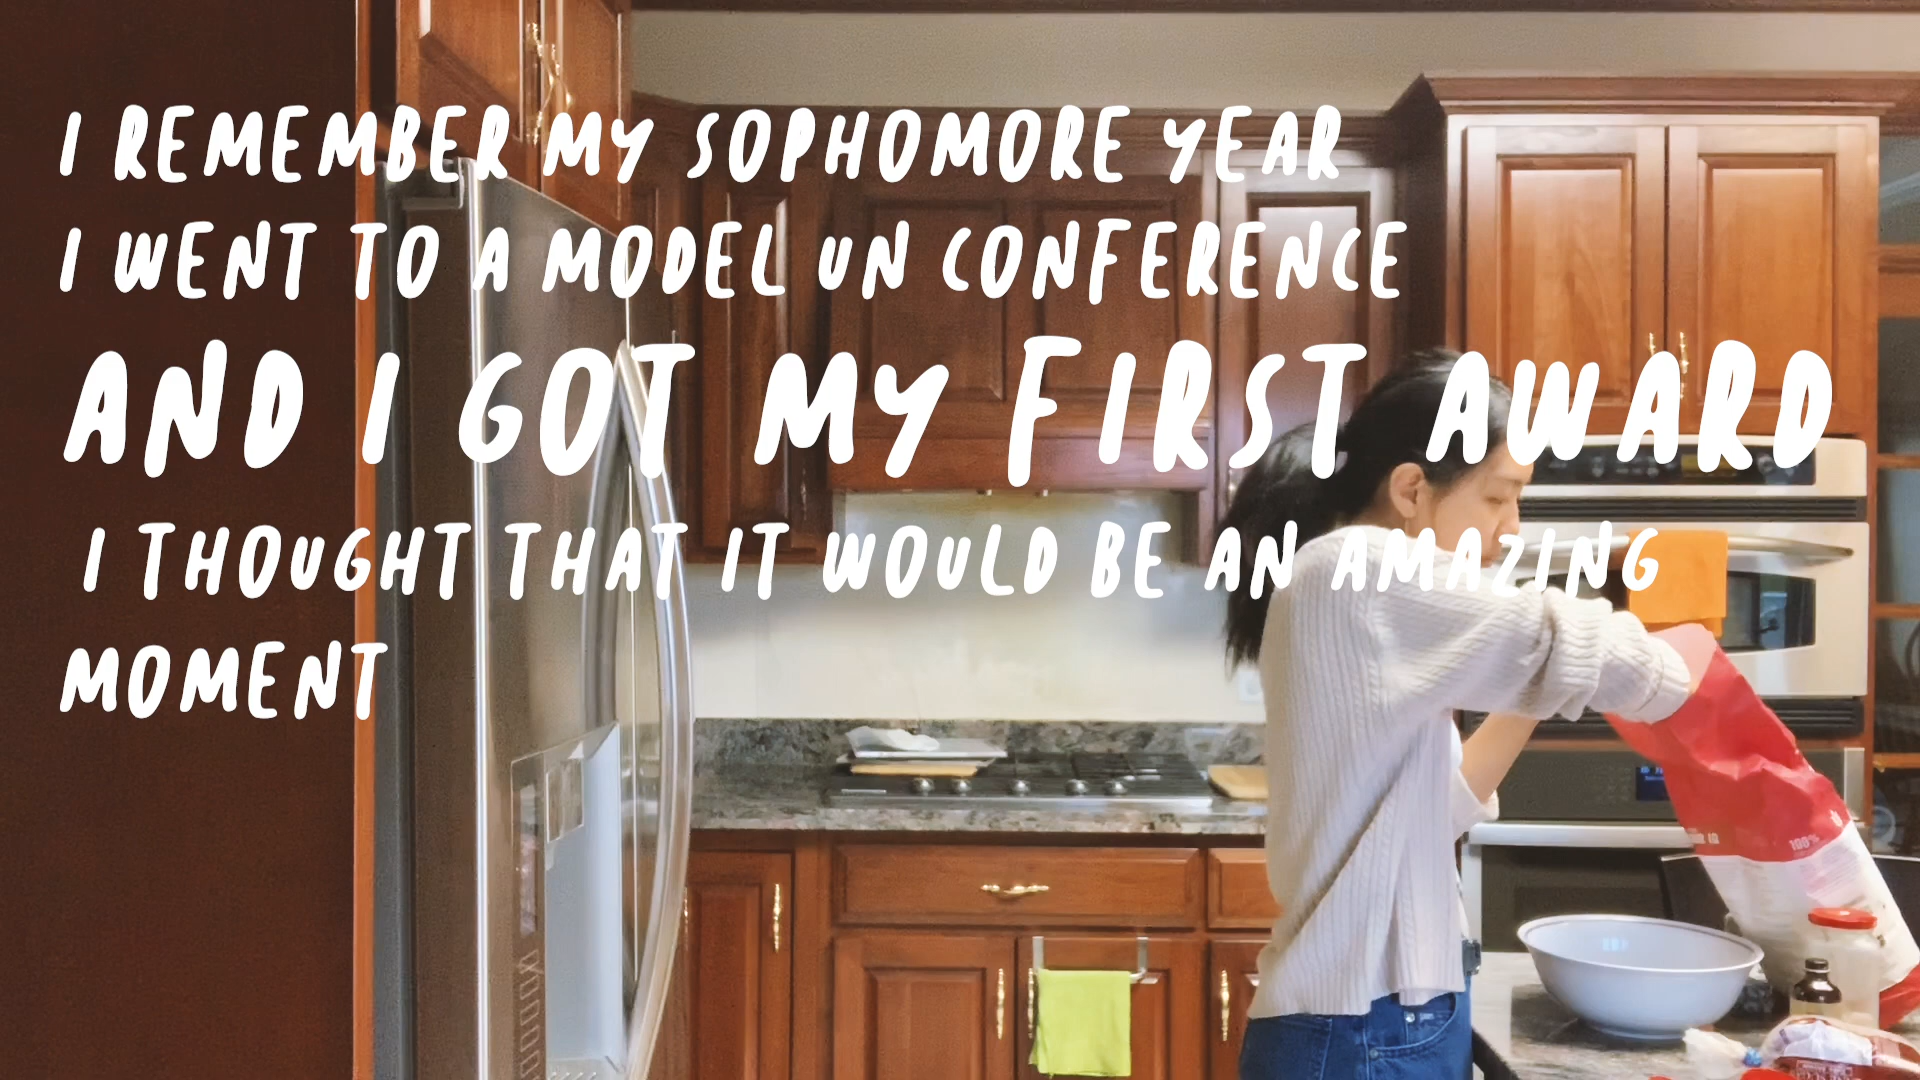 I REMEMBER MY SOPHOMORE YEAR
I WENT TO A MODEL UN CONFERENCE
AND I GOT MY FIRST AWARD
I THOUGHT THAT IT WOULD BE AN AMAZING
MOMENT
100%